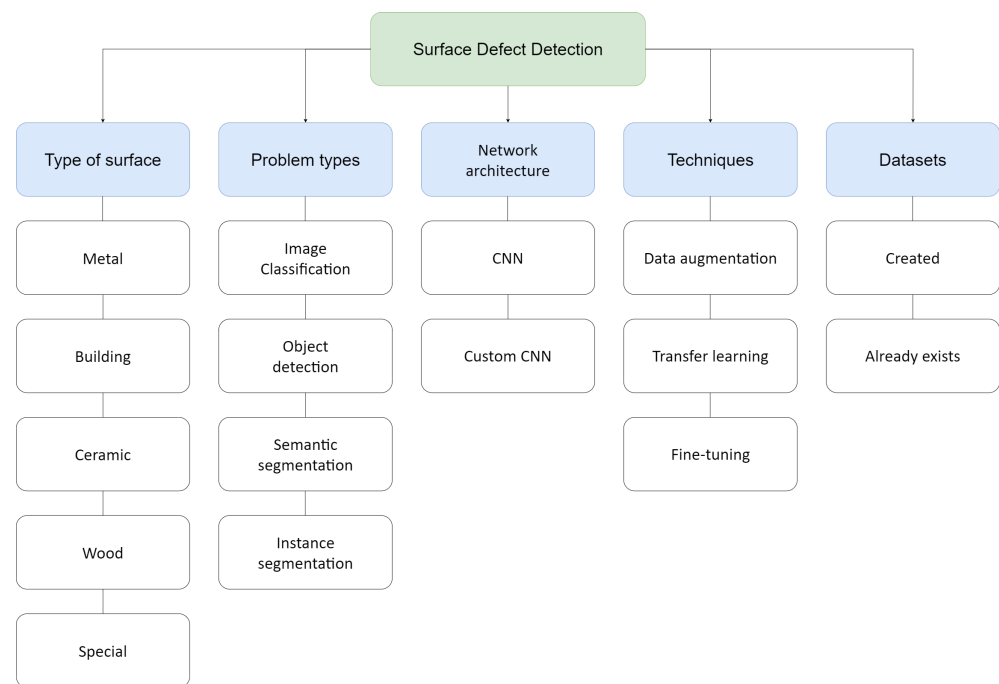 Surface Defect Detection
Type of surface
Problem types
Network
architecture
Techniques
Datasets
Metal
Image
Classification
CNN
Data augmentation
Created
Building
Object
detection
Custom CNN
Transfer learning
Already exists
Ceramic
Semantic
segmentation
Fine-tuning
Wood
Instance
segmentation
Special